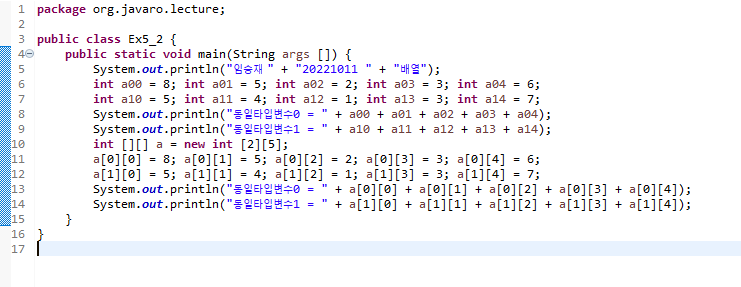 1 package org.javaro.lecture;
2
3 public class Ex5_2 {
4 public static void main(String args []) {
5 System.out.println("임승재 " + "20221011 " + "배열");
6 int a00 = 8; int a01 = 5; int a02 = 2; int a03 = 3; int a04 = 6;
7 int a10 = 5; int a11 = 4; int a12 = 1; int a13 = 3; int a14 = 7;
8 System.out.println("동일타입변수0 = " + a00 + a01 + a02 + a03 + a04);
9 System.out.println("동일타입변수1 = " + a10 + a11 + a12 + a13 + a14);
10 int [][] a = new int [2][5];
11 a[0][0] = 8; a[0][1] = 5; a[0][2] = 2; a[0][3] = 3; a[0][4] = 6;
12 a[1][0] = 5; a[1][1] = 4; a[1][2] = 1; a[1][3] = 3; a[1][4] = 7;
13 System.out.println("동일타입변수0 = " + a[0][0] + a[0][1] + a[0][2] + a[0][3] + a[0][4]);
14 System.out.println("동일타입변수1 = " + a[1][0] + a[1][1] + a[1][2] + a[1][3] + a[1][4]);
15 }
16 }
17